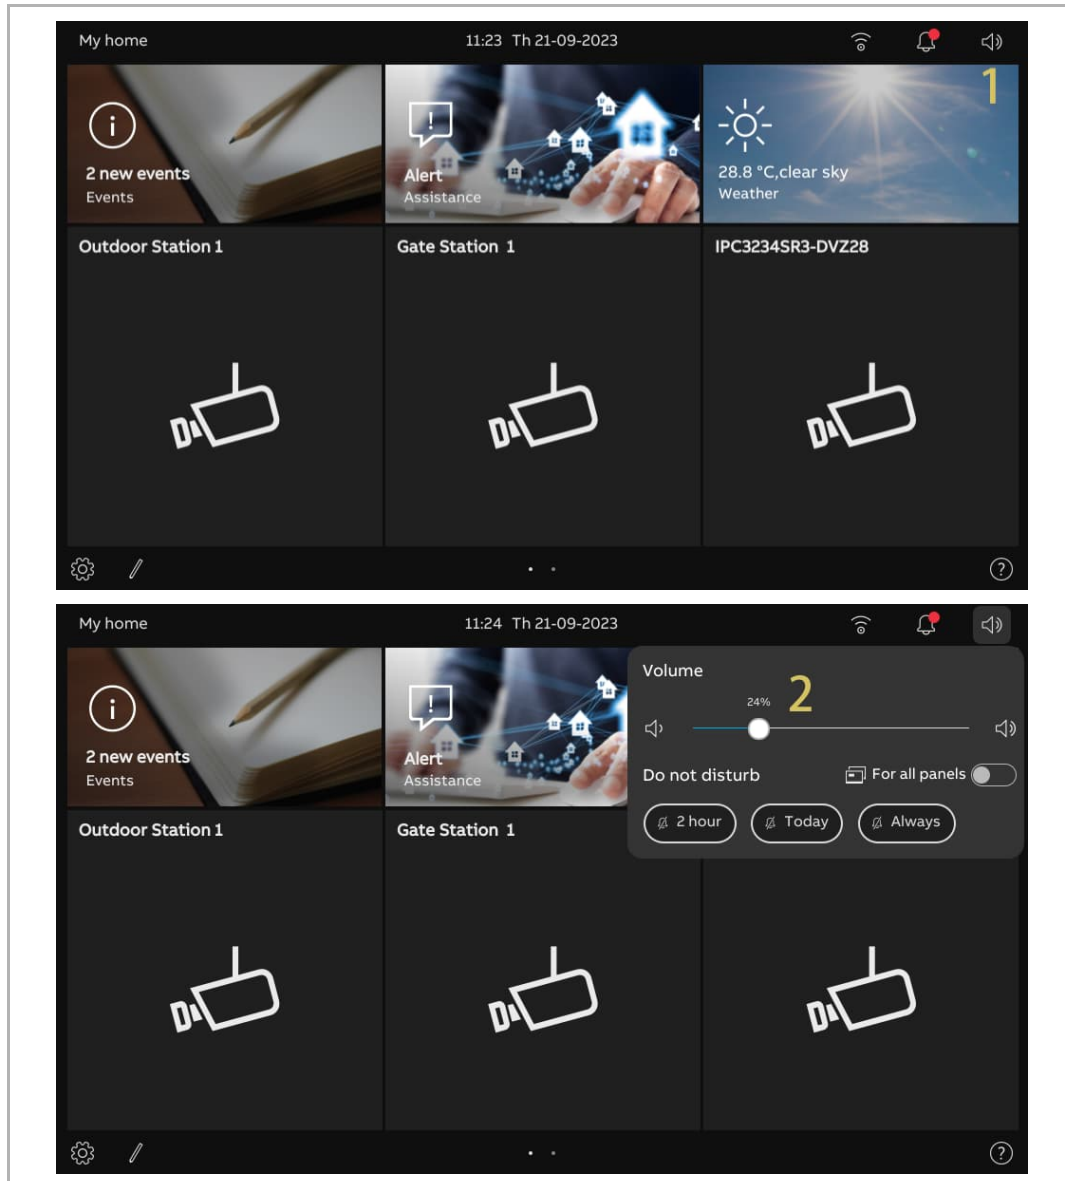 My home
11:23 Th 21-09-2023
1
2 new events
Events
Alert
Assistance
28.8 °C,clear sky
Weather
Outdoor Station 1
Gate Station 1
IPC3234SR3-DVZ28
My home
11:24 Th 21-09-2023
2 new events
Events
Alert
Assistance
Volume
24%
2
Do not disturb
For all panels
2 hour
Today
Always
Outdoor Station 1
Gate Station 1